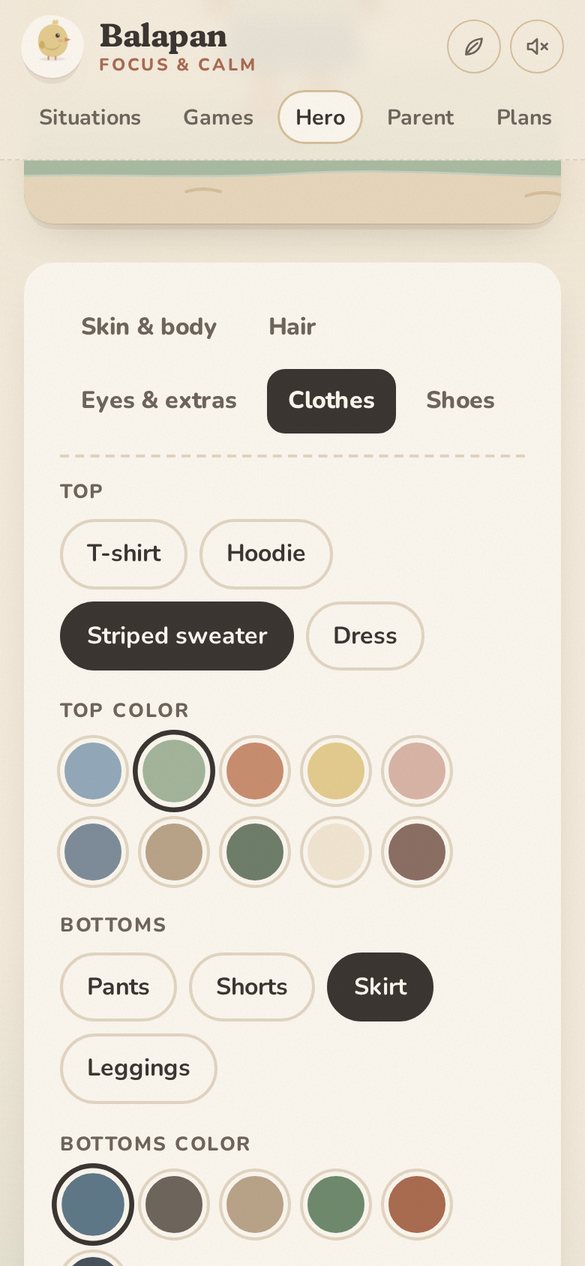 Balapan
FOCUS & CALM
Situations Games Hero Parent Plans
Skin & body Hair
Eyes & extras Clothes Shoes
TOP
T-shirt Hoodie
Striped sweater Dress
TOP COLOR
BOTTOMS
Pants Shorts Skirt
Leggings
BOTTOMS COLOR